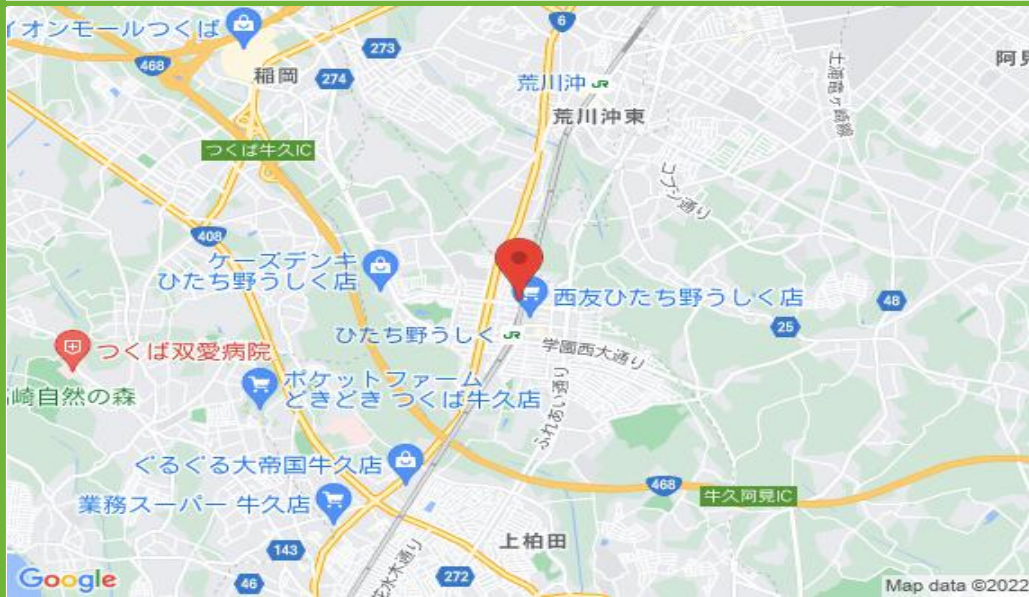 イオンモールつくば
6
273
468
稲岡
274
荒川沖
JR
荒川沖東
土浦竜ヶ崎線
つくば牛久IC
コブシ通り
408
ケーズデンキ
ひたち野うしく店
西友ひたち野うしく店
48
25
ひたち野うしく
JR
学園西大通り
つくば双愛病院
崎自然の森
ポケットファーム
どきどき つくば牛久店
ふれあい通り
ぐるぐる大帝国牛久店
468
牛久阿見IC
業務スーパー 牛久店
上柏田
143
花水木通り
272
46
Google
Map data ©2022